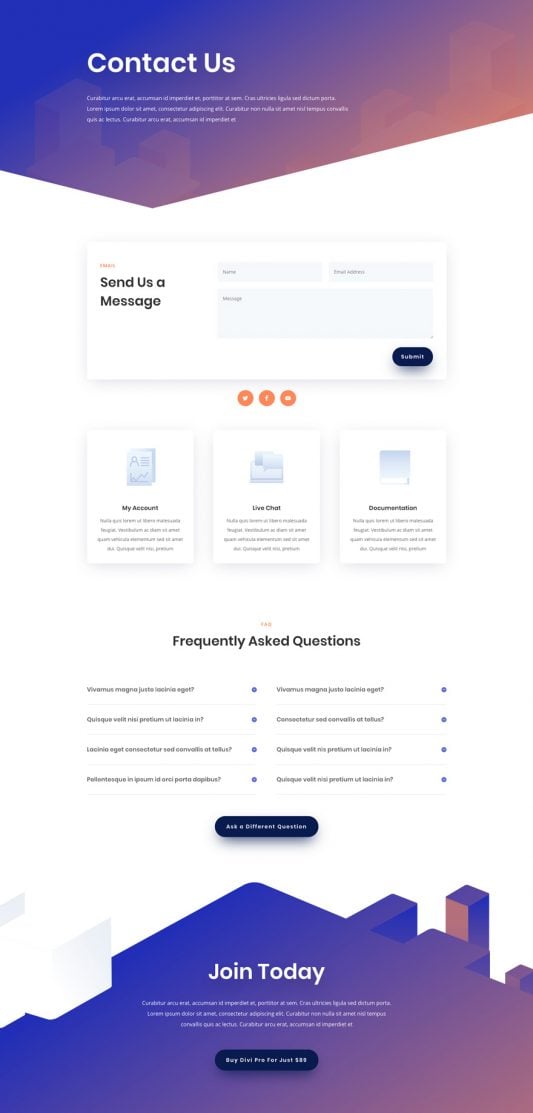 Contact Us
Curabitur arcu erat, accumsan id imperdiet et, porttitor at sem. Cras ultricies ligula sed dictum porta.
Lorem ipsum dolor sit amet, consectetur adipiscing elit. Curabitur non nulla sit amet nisl tempus convallis
quis ac lectus. Curabitur arcu erat, accumsan id imperdiet et
EMAIL
Send Us a
Message
Name
Email Address
Message
Submit
My Account
Nulla quis lorem ut libero malesuada
feugiat. Vestibulum ac diam sit amet
quam vehicula elementum sed sit amet
dui. Quisque velit nisi, pretium
Live Chat
Nulla quis lorem ut libero malesuada
feugiat. Vestibulum ac diam sit amet
quam vehicula elementum sed sit amet
dui. Quisque velit nisi, pretium
Documentation
Nulla quis lorem ut libero malesuada
feugiat. Vestibulum ac diam sit amet
quam vehicula elementum sed sit amet
dui. Quisque velit nisi, pretium
FAQ
Frequently Asked Questions
Vivamus magna justo lacinia eget?
Vivamus magna justo lacinia eget?
Quisque velit nisi pretium ut lacinia in?
Consectetur sed convallis at tellus?
Lacinia eget consectetur sed convallis at tellus?
Quisque velit nis pretium ut lacinia in?
Pellentesque in ipsum id orci porta dapibus?
Quisque velit nisi pretium ut lacinia in?
Ask a Different Question
Join Today
Curabitur arcu erat, accumsan id imperdiet et, porttitor at sem. Cras ultricies ligula sed dictum porta.
Lorem ipsum dolor sit amet, consectetur adipiscing elit. Curabitur non nulla sit amet nisl tempus
convallis quis ac lectus. Curabitur arcu erat, accumsan id imperdiet et
Buy Divi Pro For Just $89